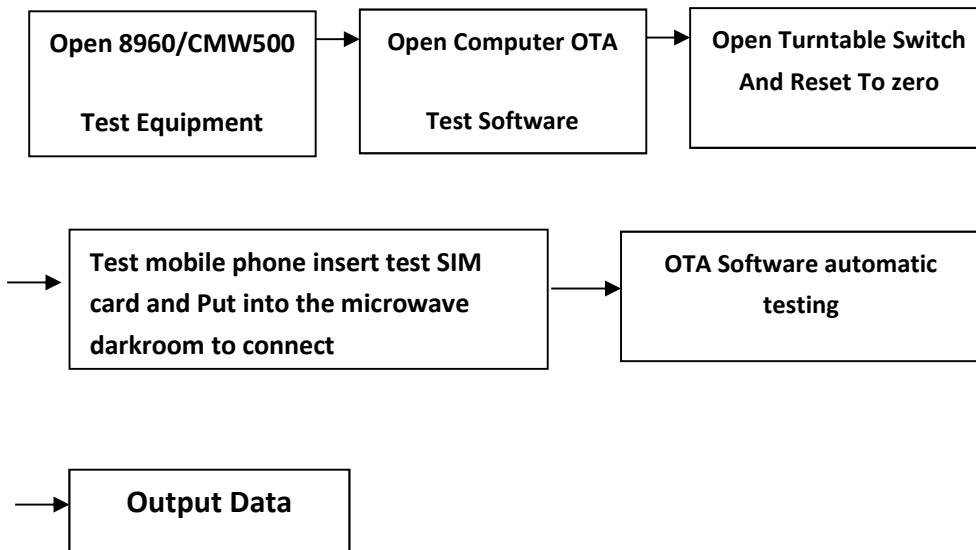 Open 8960/CMW500
Test Equipment
Open Computer OTA
Test Software
Open Turntable Switch
And Reset To zero
Test mobile phone insert test SIM
card and Put into the microwave
darkroom to connect
OTA Software automatic
testing
Output Data